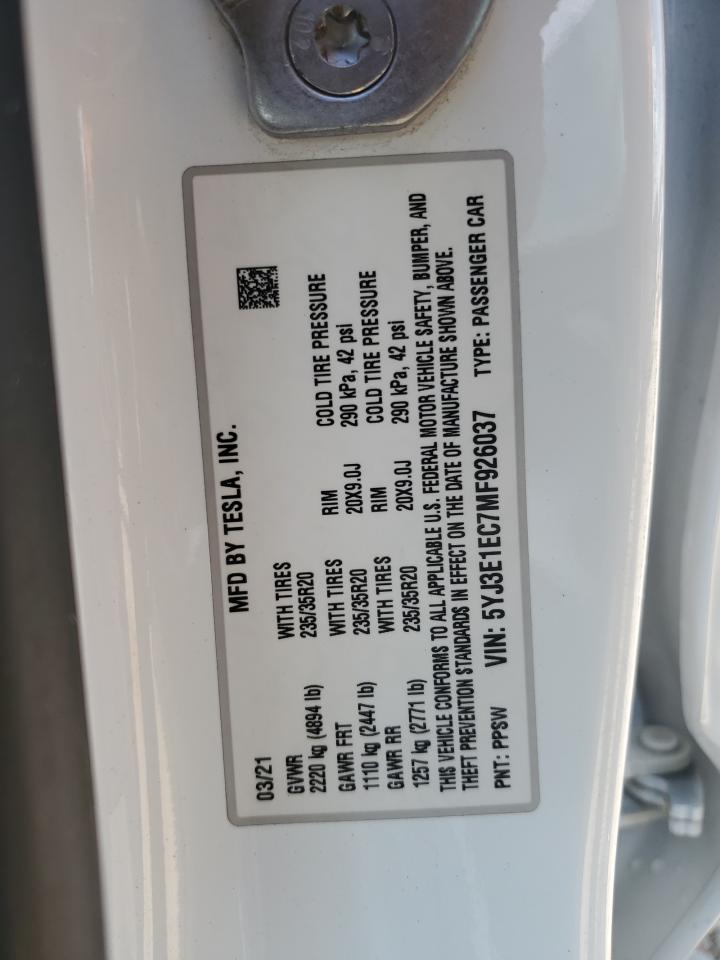 MFD BY TESLA, INC.
03/21
GVWR WITH TIRES RIM COLD TIRE PRESSURE
2220 kg (4894 lb) 235/35R20 20X9.0J 290 kPa, 42 psi
GAWR FRT WITH TIRES RIM COLD TIRE PRESSURE
1110 kg (2447 lb) 235/35R20 20X9.0J 290 kPa, 42 psi
GAWR RR WITH TIRES
1257 kg (2771 lb) 235/35R20
THIS VEHICLE CONFORMS TO ALL APPLICABLE U.S. FEDERAL MOTOR VEHICLE SAFETY, BUMPER, AND
THEFT PREVENTION STANDARDS IN EFFECT ON THE DATE OF MANUFACTURE SHOWN ABOVE.
PNT: PPSW VIN: 5YJ3E1EC7MF926037 TYPE: PASSENGER CAR